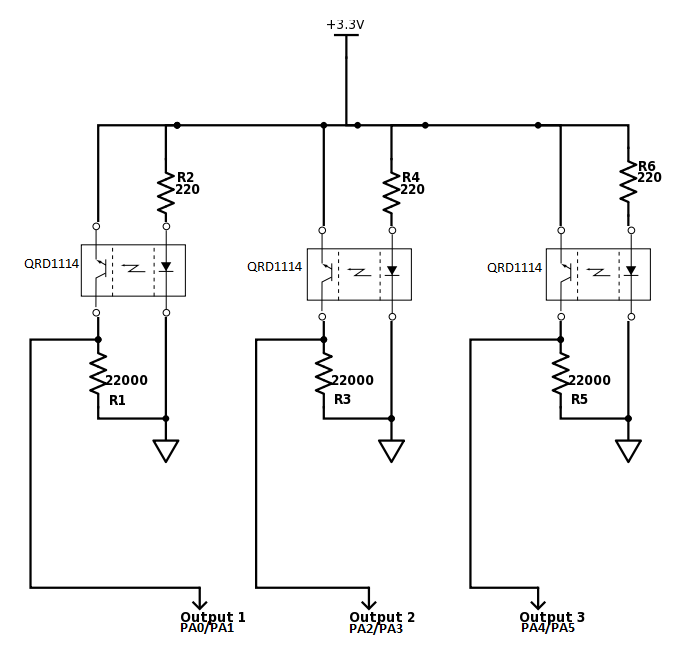 +3.3V
R2
220
R4
220
R6
220
QRD1114
QRD1114
QRD1114
22000
R1
22000
R3
22000
R5
Output 1
PA0/PA1
Output 2
PA2/PA3
Output 3
PA4/PA5